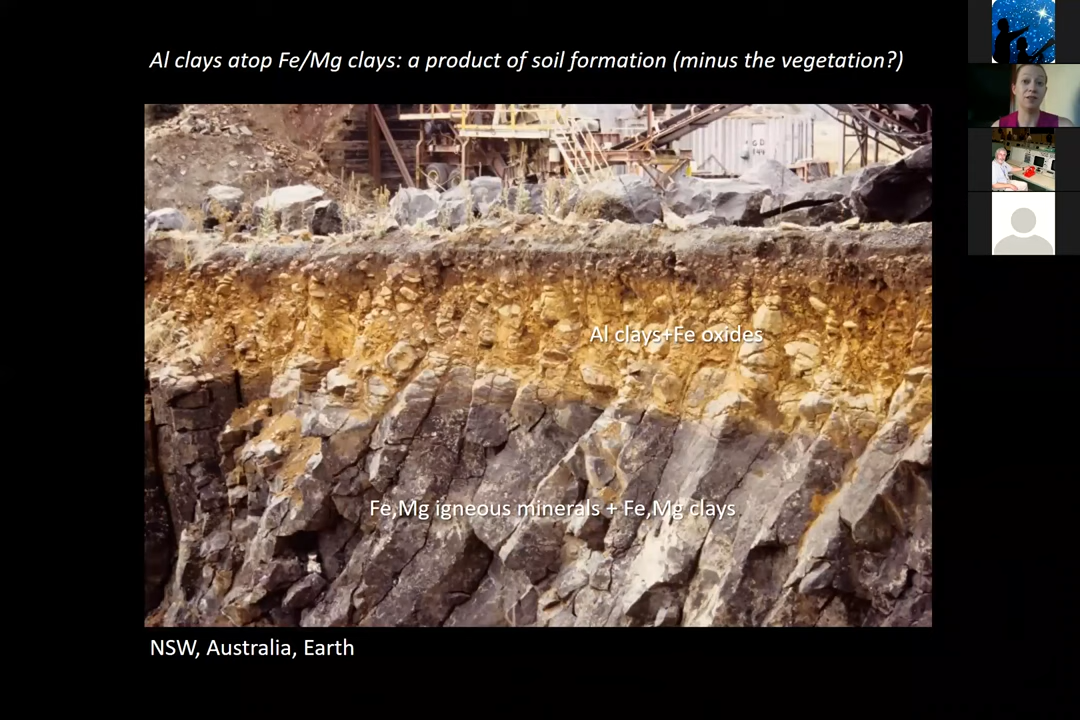 Al clays atop Fe/Mg clays: a product of soil formation (minus the vegetation?)
Al clays+Fe oxides
Fe,Mg igneous minerals + Fe,Mg clays
NSW, Australia, Earth